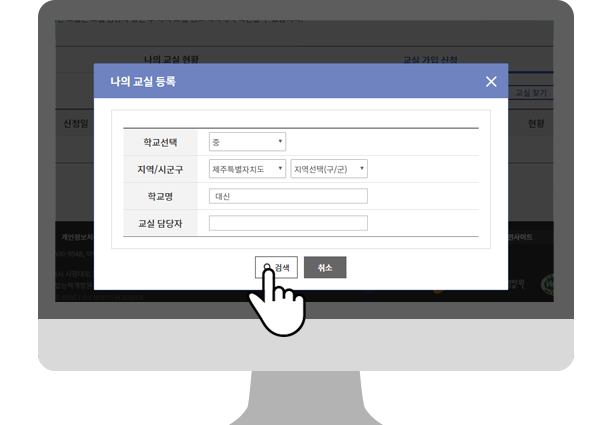 나의 교실 현황
교실 가입 신청
교실 찾기
신청일
현황
나의 교실 등록
학교선택
중
지역/시군구
제주특별자치도
지역선택(구/군)
학교명
대신
교실 담당자
검색
취소
개인정보처